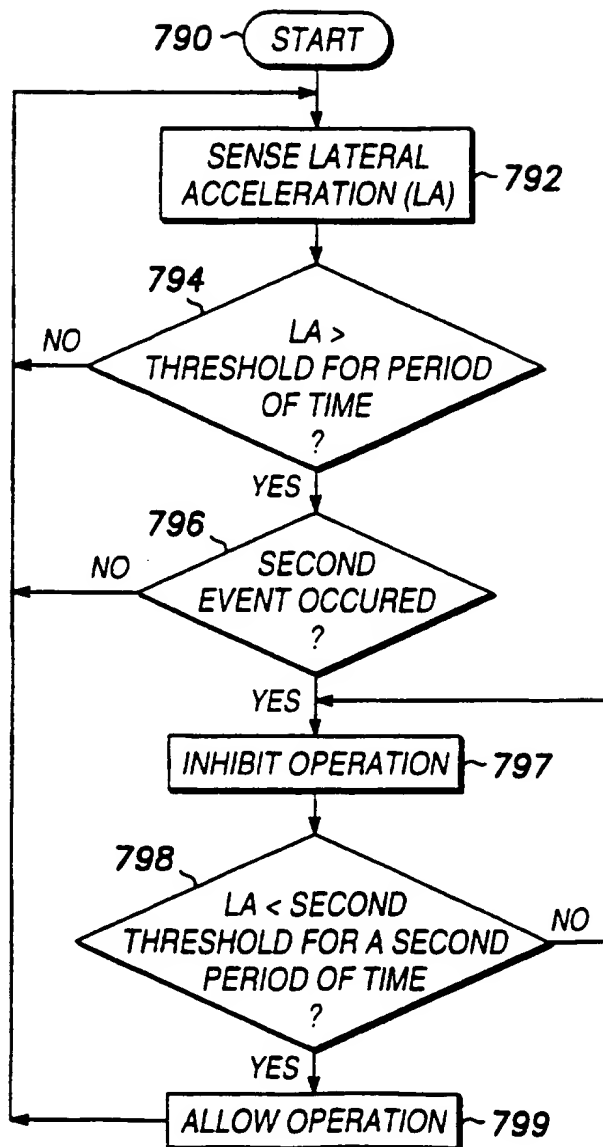 790
START
SENSE LATERAL
ACCELERATION (LA)
792
794
LA >
THRESHOLD FOR PERIOD
OF TIME
?
NO
YES
796
SECOND
EVENT OCCURED
?
NO
YES
INHIBIT OPERATION
797
798
LA < SECOND
THRESHOLD FOR A SECOND
PERIOD OF TIME
?
NO
YES
ALLOW OPERATION
799